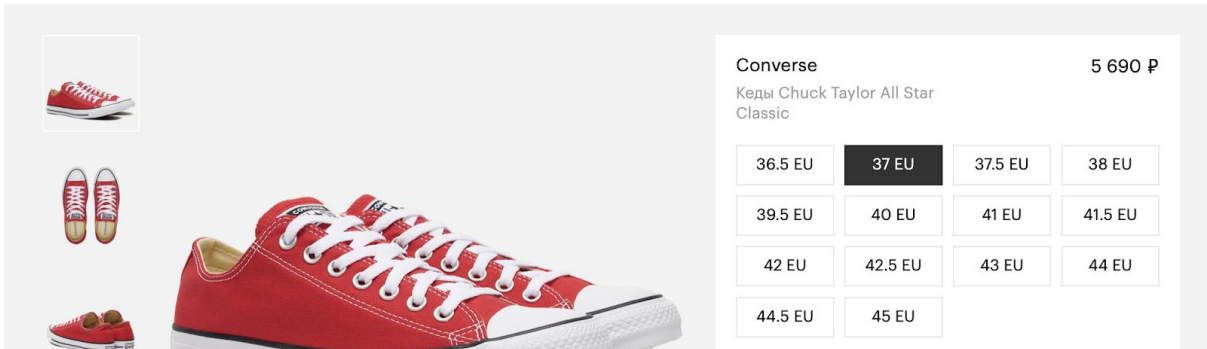 Converse
5 690 ₽
Кеды Chuck Taylor All Star
Classic
36.5 EU 37 EU 37.5 EU 38 EU
39.5 EU 40 EU 41 EU 41.5 EU
42 EU 42.5 EU 43 EU 44 EU
44.5 EU 45 EU
CONVERSE